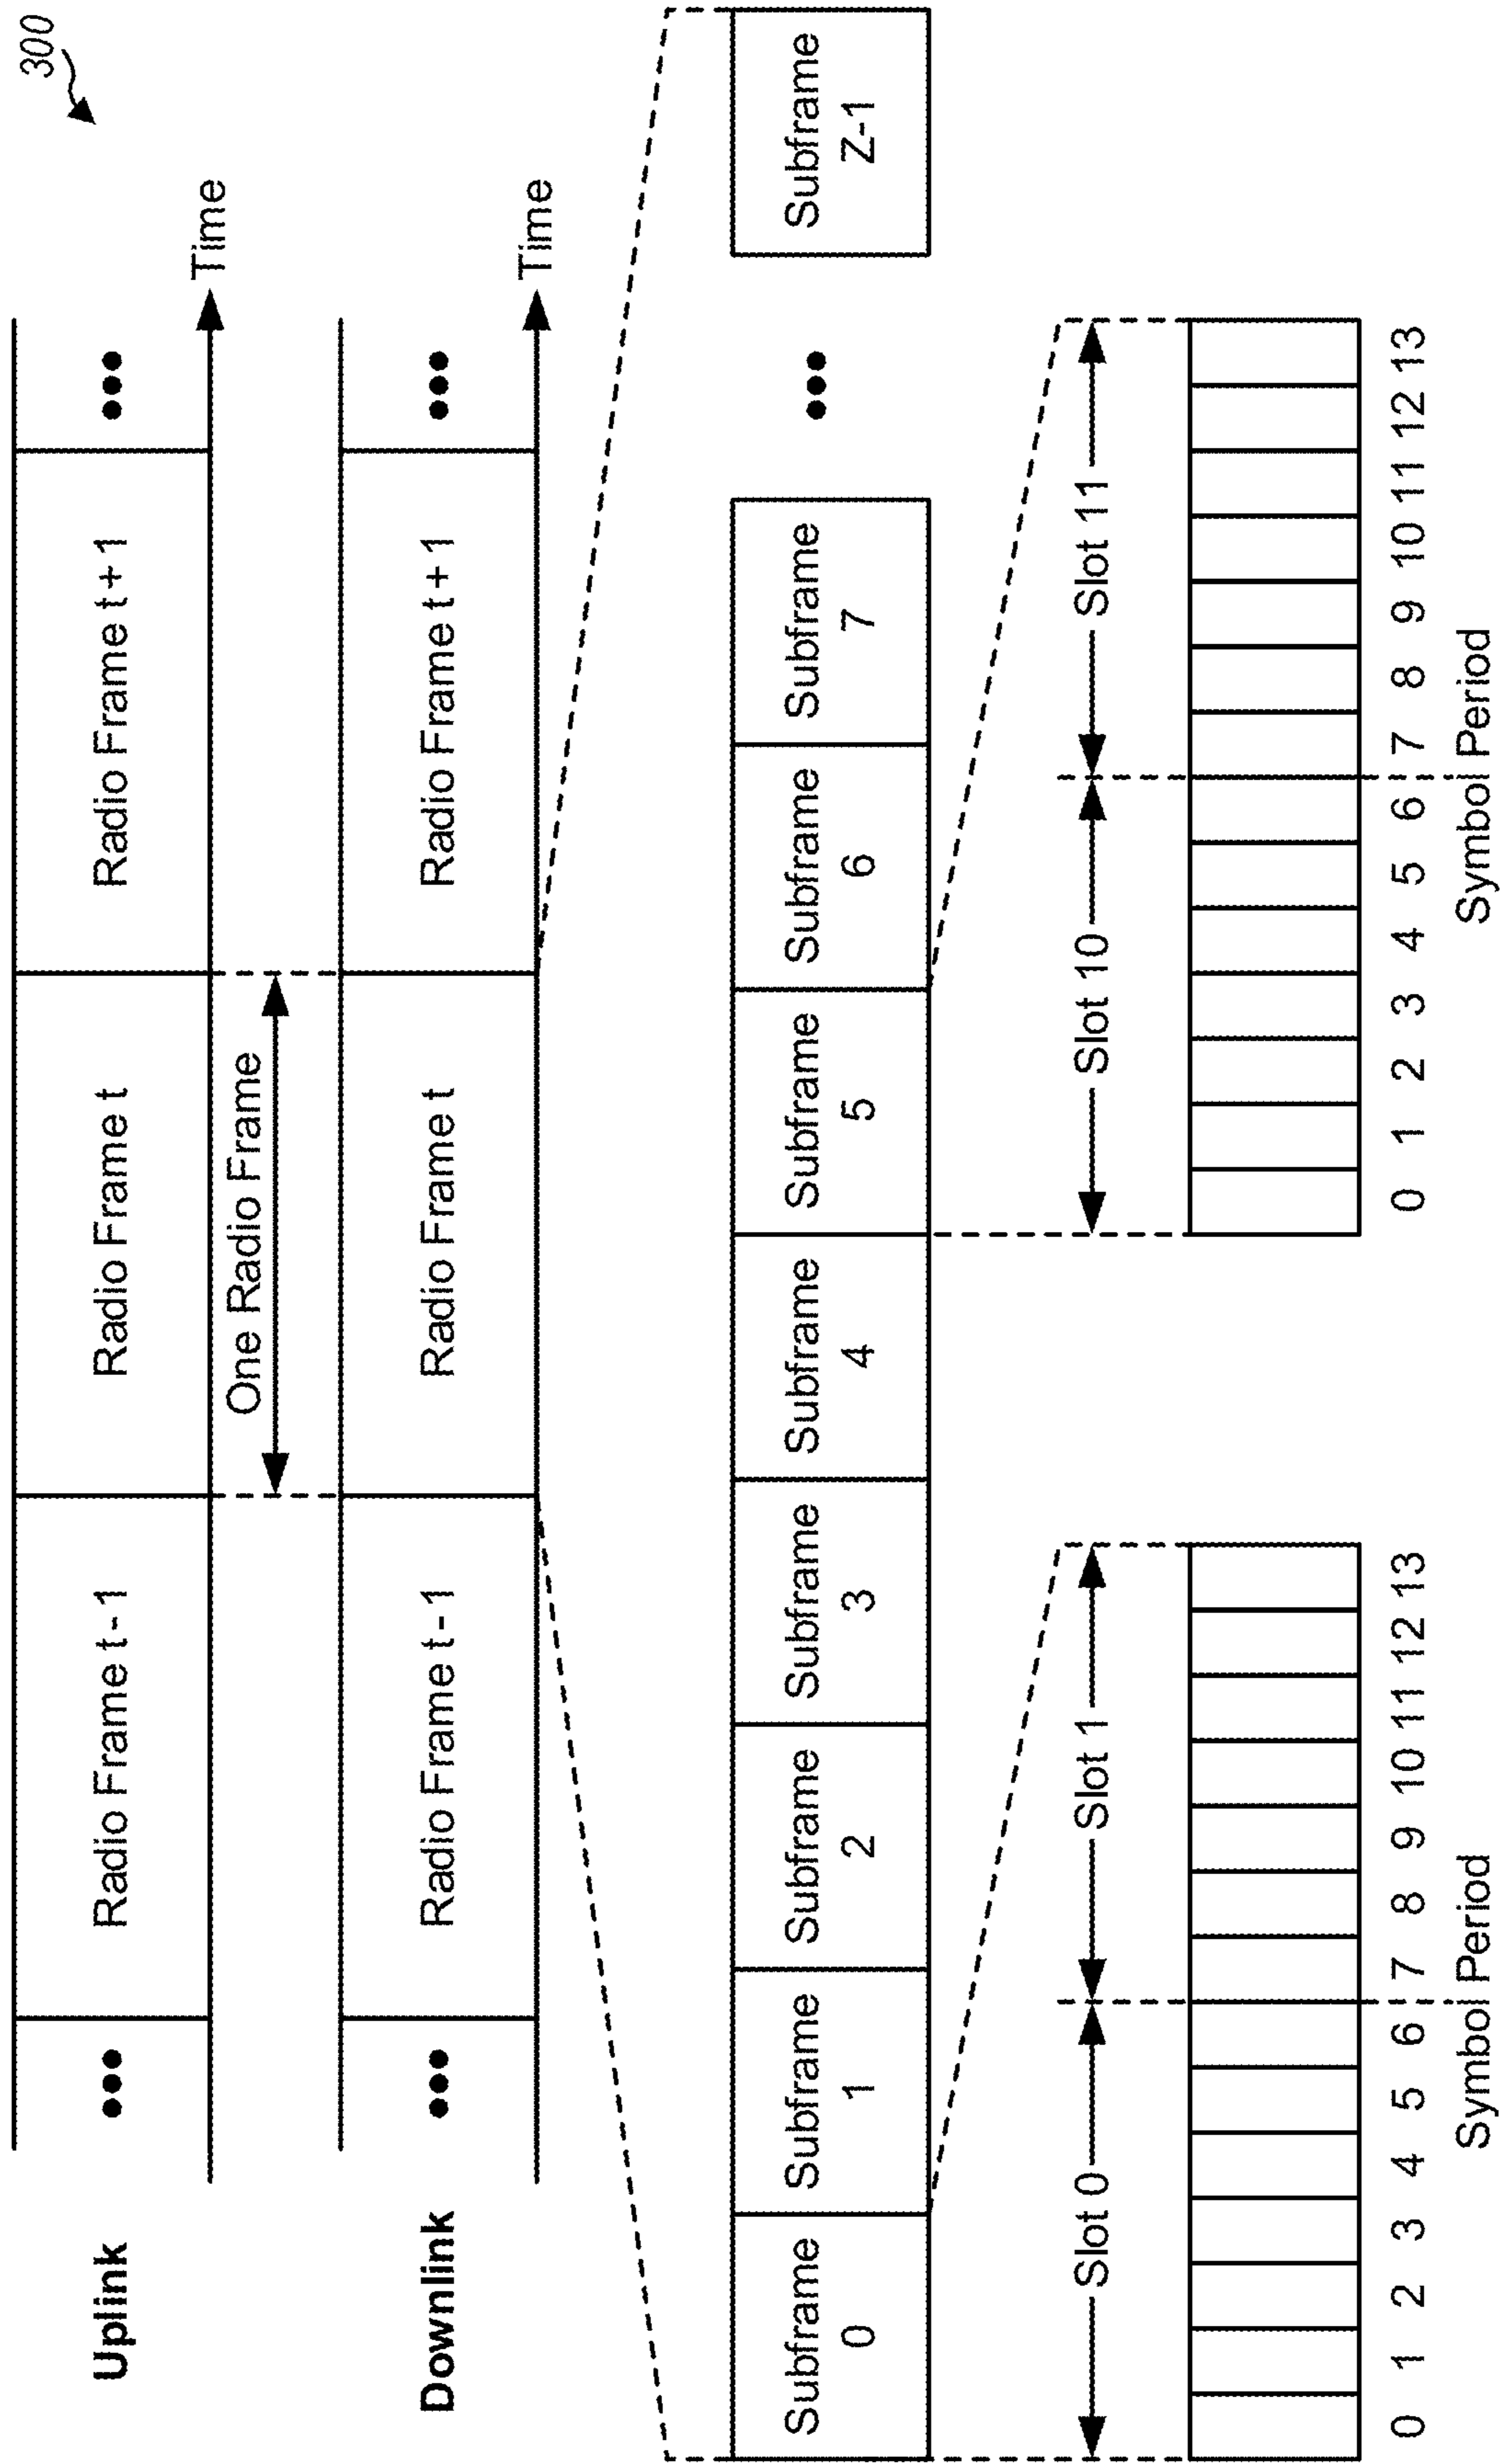 300
Uplink
••• Radio Frame t-1 Radio Frame t Radio Frame t+1 •••
Time
One Radio Frame
Downlink
••• Radio Frame t-1 Radio Frame t Radio Frame t+1 •••
Time
Subframe 0
Subframe 1
Subframe 2
Subframe 3
Subframe 4
Subframe 5
Subframe 6
Subframe 7
•••
Subframe Z-1
Slot 0 Slot 1
0 1 2 3 4 5 6 7 8 9 10 11 12 13
Symbol Period
Slot 10 Slot 11
0 1 2 3 4 5 6 7 8 9 10 11 12 13
Symbol Period